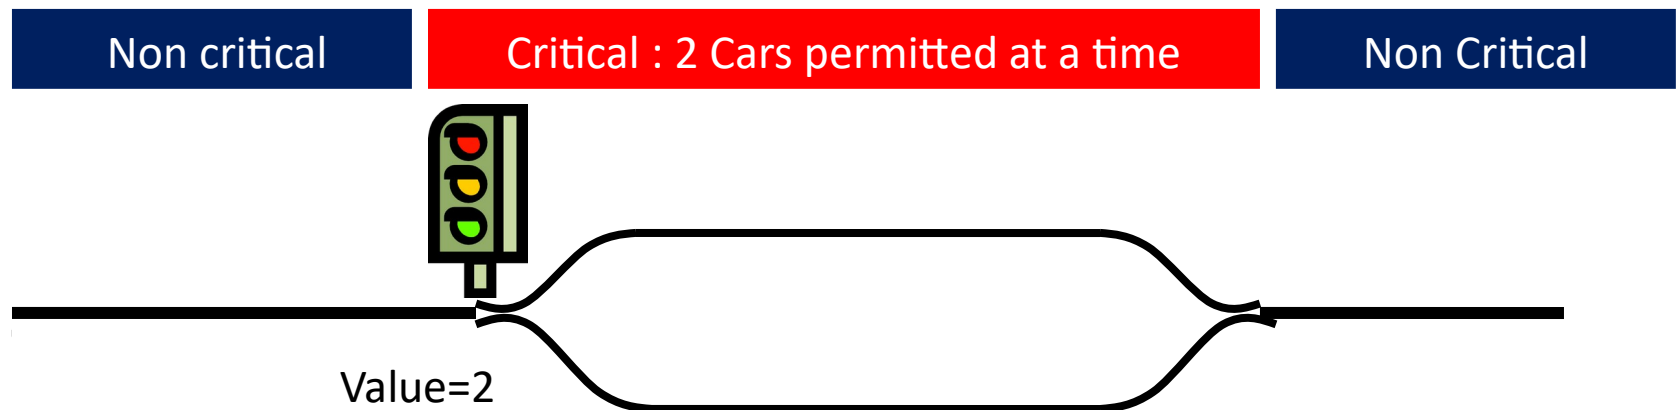 Non critical
Critical : 2 Cars permitted at a time
Non Critical
Value=2